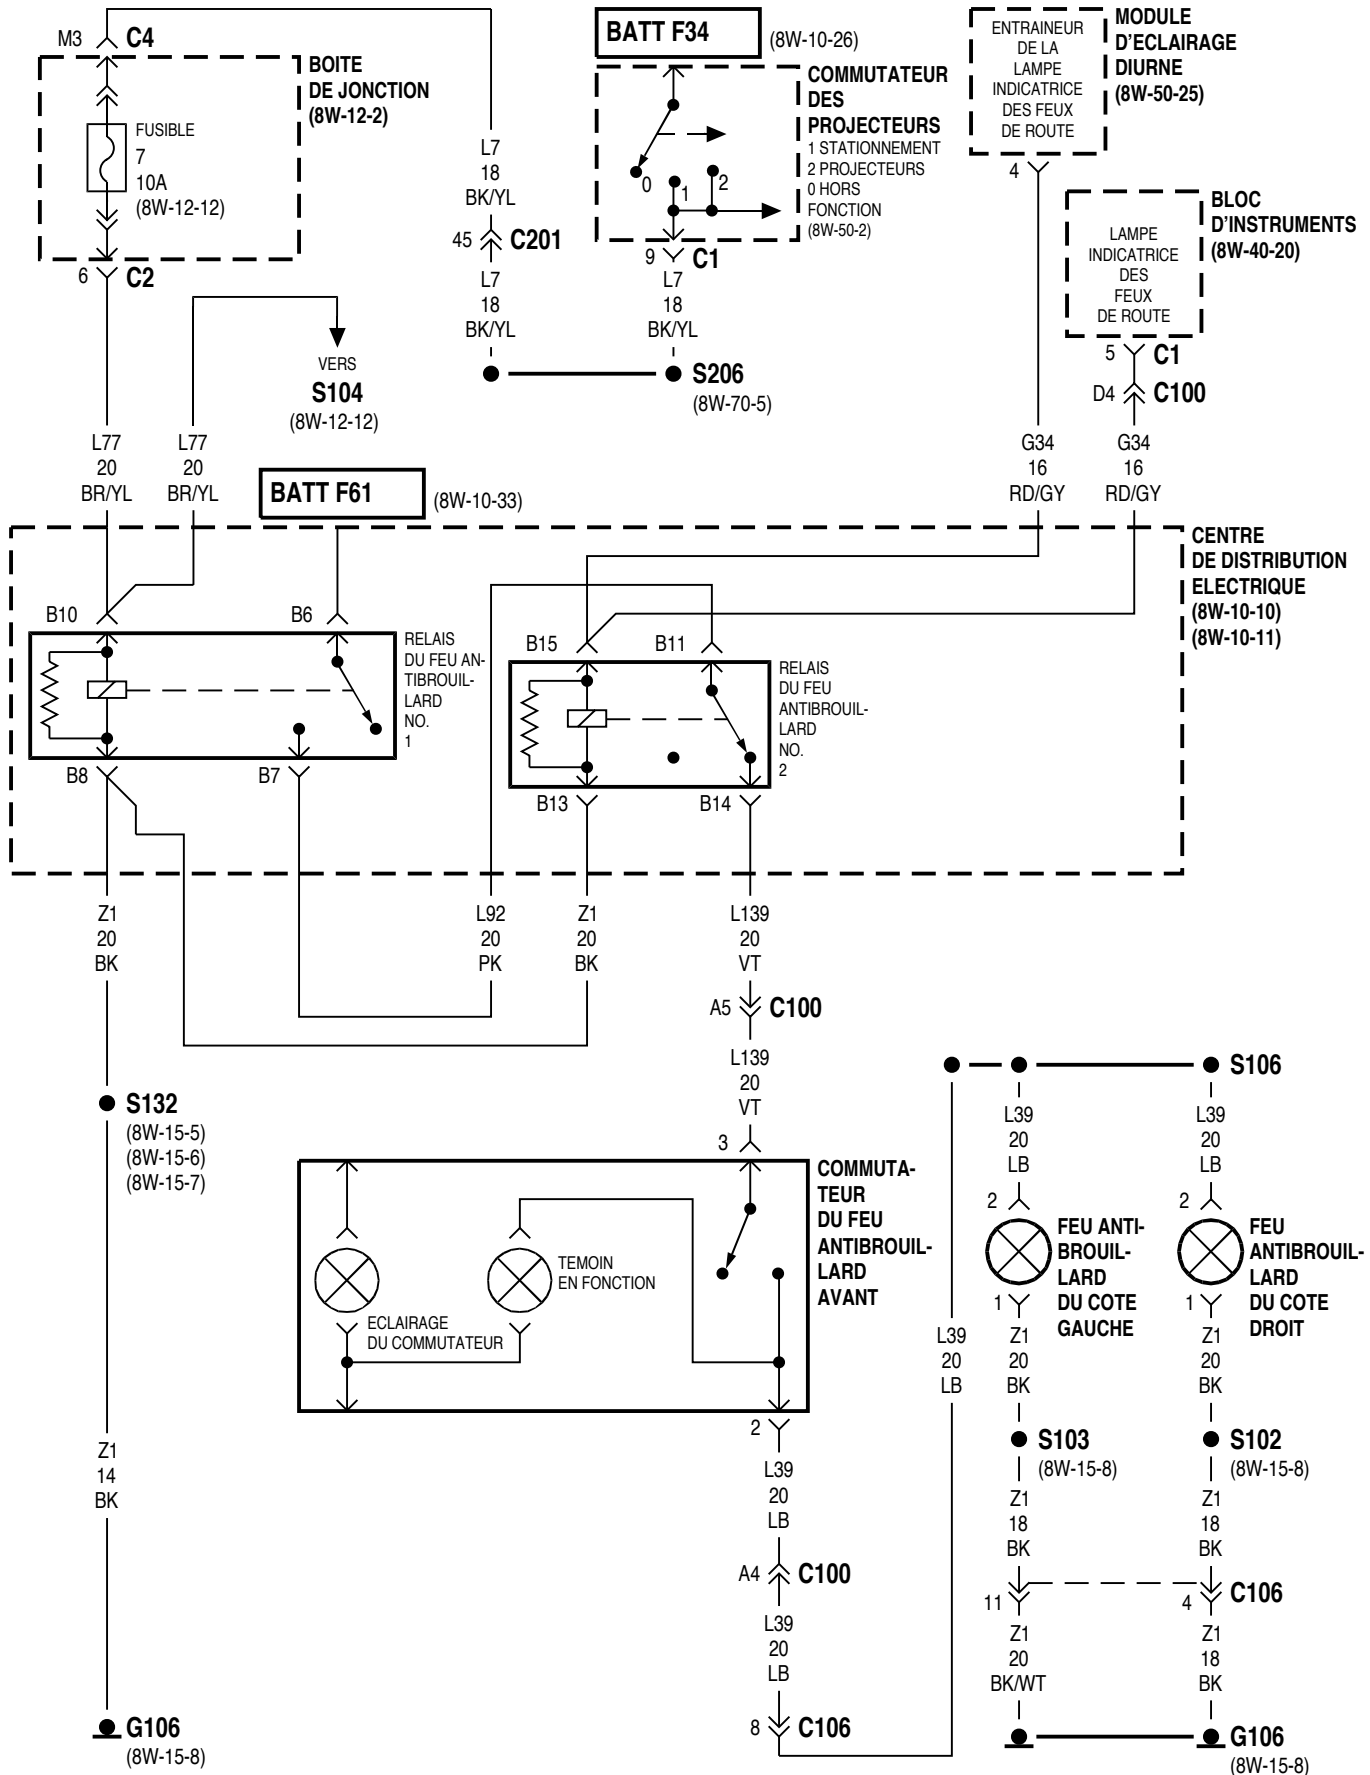 M3
C4
BOITE
DE JONCTION
(8W-12-2)
FUSIBLE
7
10A
(8W-12-12)
6
C2
L7
18
BK/YL
45
C201
L7
18
BK/YL
BATT F34
(8W-10-26)
COMMUTATEUR
DES
PROJECTEURS
1 STATIONNEMENT
2 PROJECTEURS
0 HORS
FONCTION
(8W-50-2)
0
1
2
9
C1
L7
18
BK/YL
S206
(8W-70-5)
ENTRAINEUR
DE LA
LAMPE
INDICATRICE
DES FEUX
DE ROUTE
MODULE
D'ECLAIRAGE
DIURNE
(8W-50-25)
4
LAMPE
INDICATRICE
DES
FEUX
DE ROUTE
BLOC
D'INSTRUMENTS
(8W-40-20)
5
C1
D4
C100
G34
16
RD/GY
G34
16
RD/GY
VERS
S104
(8W-12-12)
L77
20
BR/YL
L77
20
BR/YL
BATT F61
(8W-10-33)
CENTRE
DE DISTRIBUTION
ELECTRIQUE
(8W-10-10)
(8W-10-11)
B10
B6
RELAIS
DU FEU AN-
TIBROUIL-
LARD
NO.
1
B8
B7
B15
B11
RELAIS
DU FEU
ANTIBROUIL-
LARD
NO.
2
B13
B14
Z1
20
BK
L92
20
PK
Z1
20
BK
L139
20
VT
A5
C100
L139
20
VT
3
S132
(8W-15-5)
(8W-15-6)
(8W-15-7)
COMMUTA-
TEUR
DU FEU
ANTIBROUIL-
LARD
AVANT
TEMOIN
EN FONCTION
ECLAIRAGE
DU COMMUTATEUR
2
L39
20
LB
A4
C100
L39
20
LB
8
C106
Z1
14
BK
G106
(8W-15-8)
S106
L39
20
LB
L39
20
LB
2
2
FEU ANTI-
BROUIL-
LARD
DU COTE
GAUCHE
FEU
ANTIBROUIL-
LARD
DU COTE
DROIT
1
1
L39
20
LB
Z1
20
BK
Z1
20
BK
S103
(8W-15-8)
S102
(8W-15-8)
Z1
18
BK
Z1
18
BK
11
4
C106
Z1
20
BK/WT
Z1
18
BK
G106
(8W-15-8)